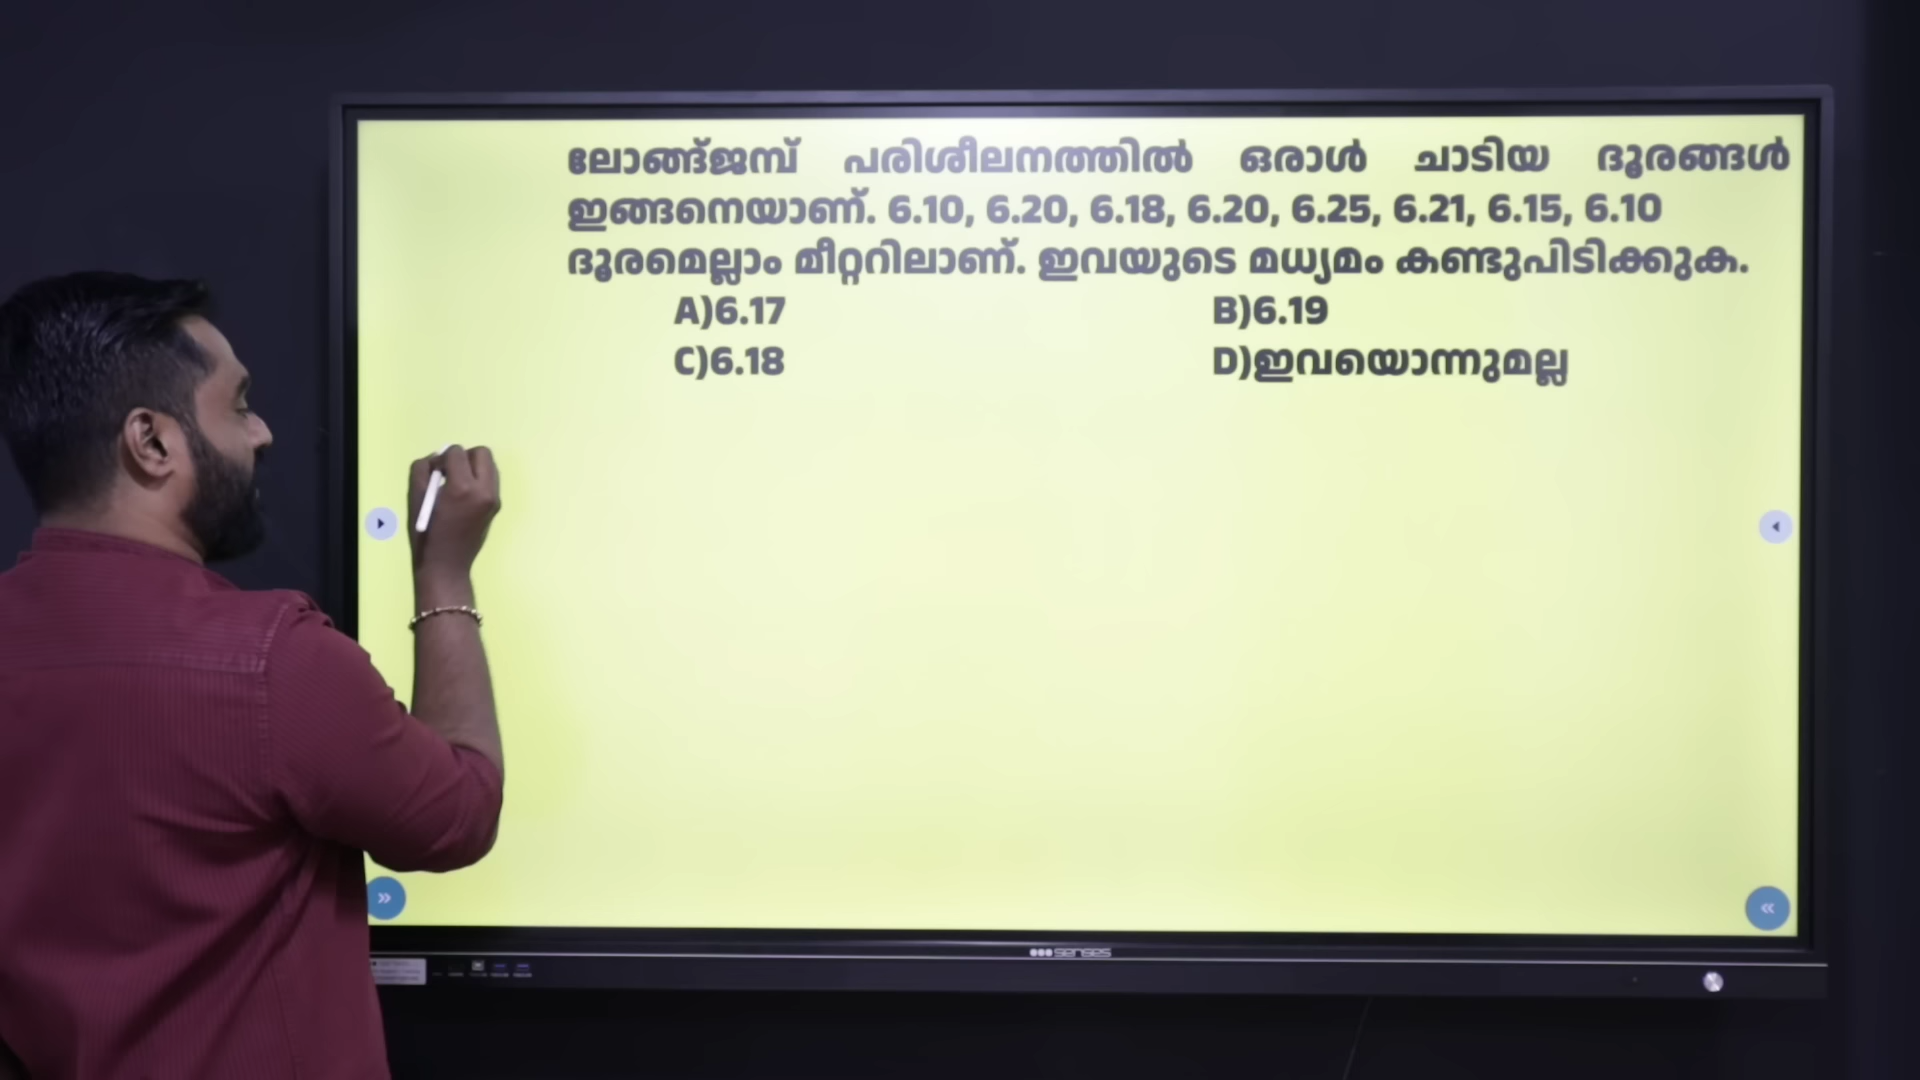 ലോങ്ങ്ജമ്പ് പരിശീലനത്തിൽ ഒരാൾ ചാടിയ ദൂരങ്ങൾ
ഇങ്ങനെയാണ്. 6.10, 6.20, 6.18, 6.20, 6.25, 6.21, 6.15, 6.10
ദൂരമെല്ലാം മീറ്ററിലാണ്. ഇവയുടെ മധ്യമം കണ്ടുപിടിക്കുക.
A)6.17 B)6.19
C)6.18 D)ഇവയൊന്നുമല്ല
senses